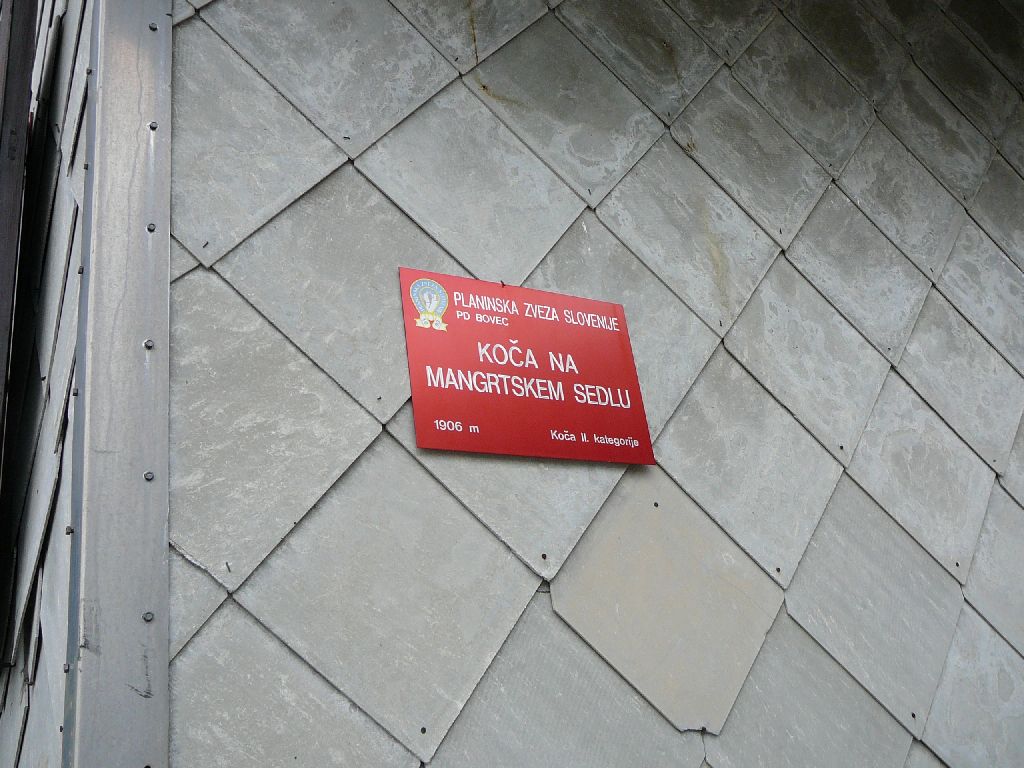 PLANINSKA ZVEZA SLOVENIJE
PD BOVEC
KOČA NA
MANGRTSKEM SEDLU
1906 m
Koča II. kategorije